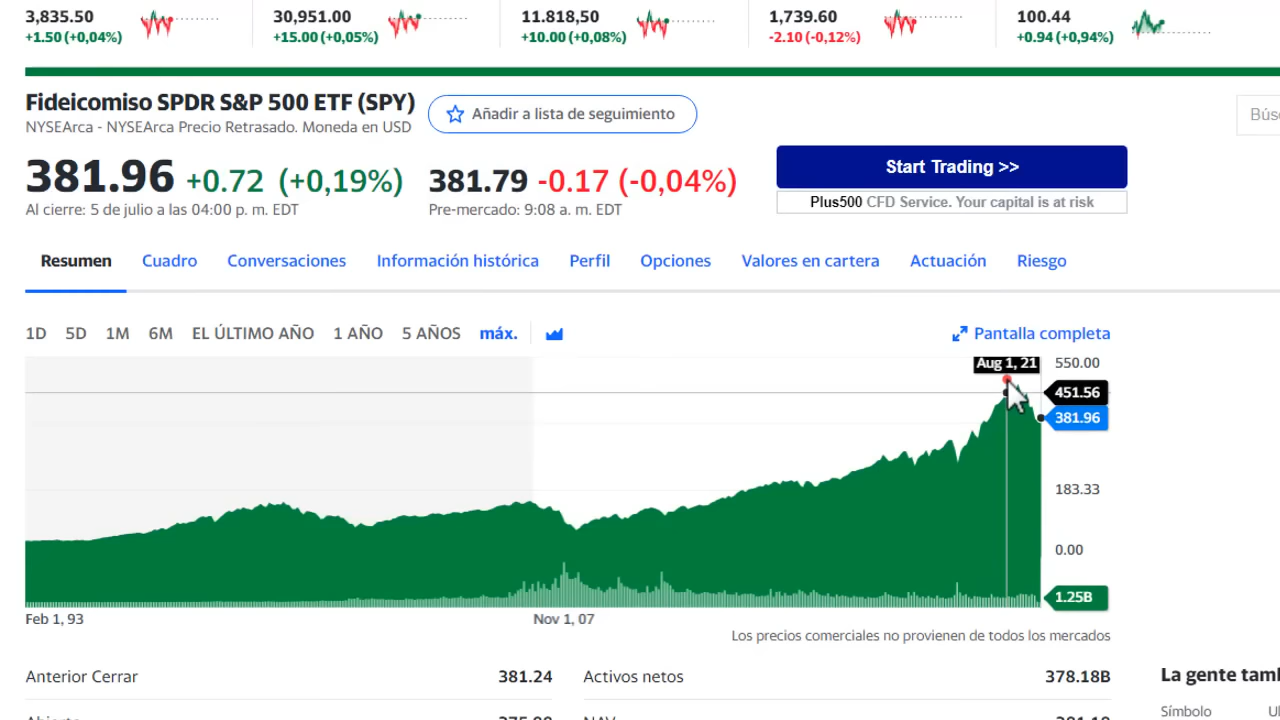 3,835.50 30,951.00 11.818,50 1,739.60 100.44
+1.50 (+0,04%) +15.00 (+0,05%) +10.00 (+0,08%) -2.10 (-0,12%) +0.94 (+0,94%)
Fideicomiso SPDR S&P 500 ETF (SPY)
NYSEArca - NYSEArca Precio Retrasado. Moneda en USD
Añadir a lista de seguimiento
381.96 +0.72 (+0,19%) 381.79 -0.17 (-0,04%)
Al cierre: 5 de julio a las 04:00 p. m. EDT Pre-mercado: 9:08 a. m. EDT
Start Trading >>
Plus500 CFD Service. Your capital is at risk
Resumen Cuadro Conversaciones Información histórica Perfil Opciones Valores en cartera Actuación Riesgo
1D 5D 1M 6M EL ÚLTIMO AÑO 1 AÑO 5 AÑOS máx. Pantalla completa
Aug 1, 21 550.00
451.56
381.96
183.33
0.00
1.25B
Feb 1, 93 Nov 1, 07
Los precios comerciales no provienen de todos los mercados
Anterior Cerrar 381.24 Activos netos 378.18B
La gente
Símbolo